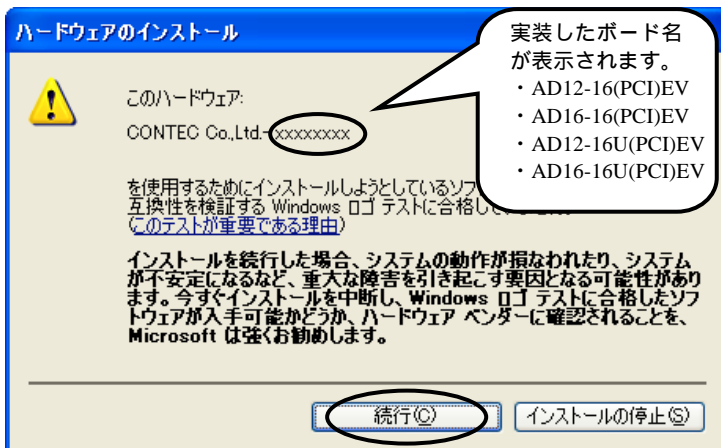 ハードウェアのインストール
実装したボード名
が表示されます。
・AD12-16(PCI)EV
・AD16-16(PCI)EV
・AD12-16U(PCI)EV
・AD16-16U(PCI)EV
このハードウェア:
CONTEC Co.,Ltd.-xxxxxxxx
を使用するためにインストールしようとしているソフ
互換性を検証する Windows ロゴ テストに合格し
(このテストが重要である理由)
インストールを続行した場合、システムの動作が損なわれたり、システム
が不安定になるなど、重大な障害を引き起こす要因となる可能性があり
ます。今すぐインストールを中断し、Windows ロゴ テストに合格したソフ
トウェアが入手可能かどうか、ハードウェア ベンダーに確認されることを、
Microsoft は強くお勧めします。
続行(C)
インストールの停止(S)